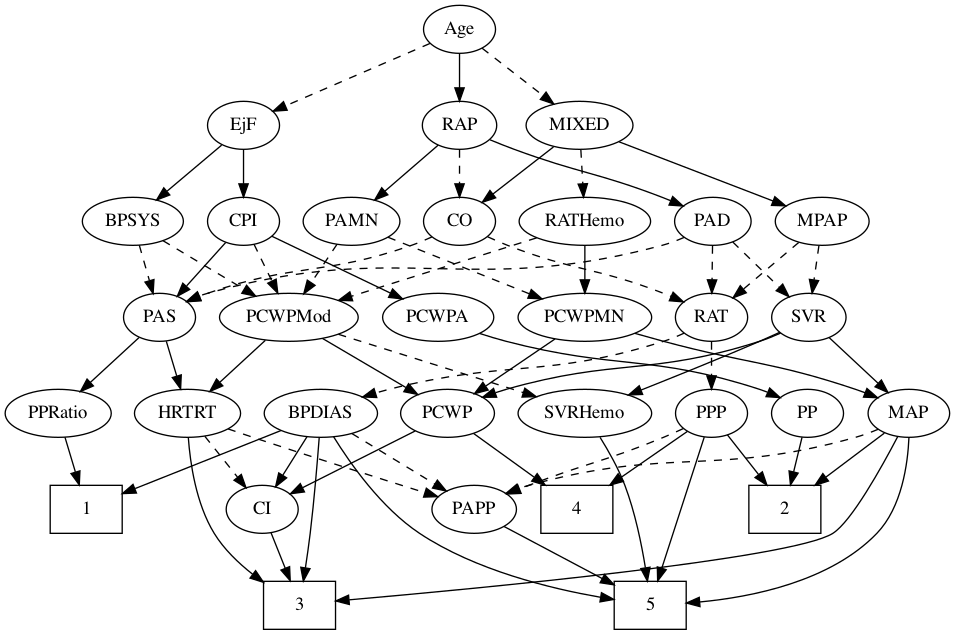 Age
EjF
RAP
MIXED
BPSYS
CPI
PAMN
CO
RATHemo
PAD
MPAP
PAS
PCWPMod
PCWPA
PCWPMN
RAT
SVR
PPRatio
HRTRT
BPDIAS
PCWP
SVRHemo
PPP
PP
MAP
1
CI
PAPP
4
2
3
5